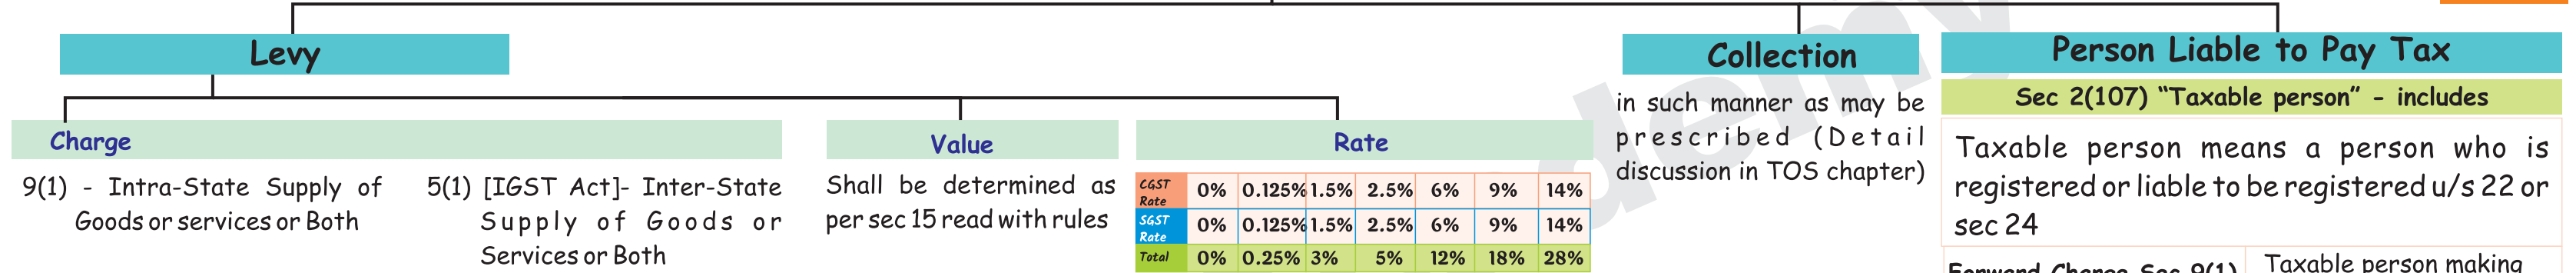 Levy
Charge
9(1) - Intra-State Supply of
Goods or services or Both
5(1) [IGST Act]- Inter-State
Supply of Goods or
Services or Both
Value
Shall be determined as
per sec 15 read with rules
Rate
CGST Rate 0% 0.125% 1.5% 2.5% 6% 9% 14%
SGST Rate 0% 0.125% 1.5% 2.5% 6% 9% 14%
Total 0% 0.25% 3% 5% 12% 18% 28%
Collection
in such manner as may be
prescribed (Detail
discussion in TOS chapter)
Person Liable to Pay Tax
Sec 2(107) “Taxable person” - includes
Taxable person means a person who is
registered or liable to be registered u/s 22 or
sec 24
Forward Charge Sec 9(1)
Taxable person making
demy